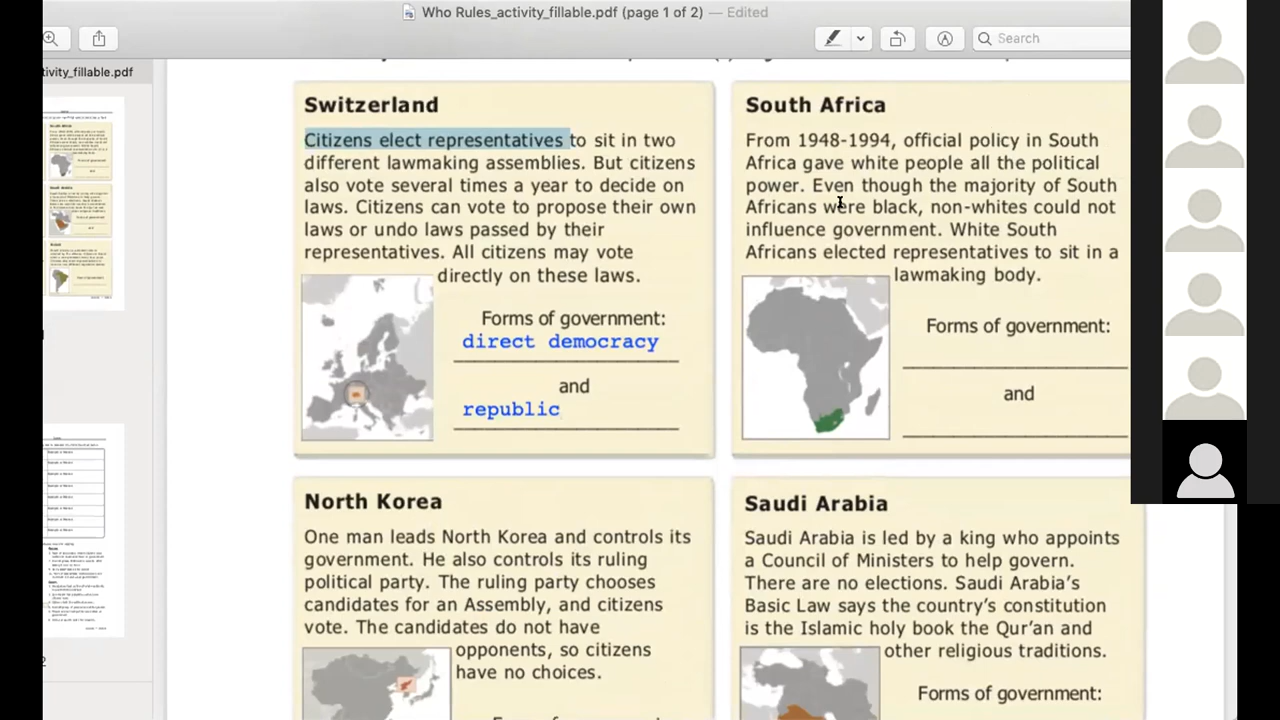 Who Rules_activity_fillable.pdf (page 1 of 2) — Edited
Search
tivity_fillable.pdf
Switzerland
Citizens elect representatives to sit in two
different lawmaking assemblies. But citizens
also vote several times a year to decide on
laws. Citizens can vote to propose their own
laws or undo laws passed by their
representatives. All citizens may vote
directly on these laws.
Forms of government:
direct democracy
and
republic
South Africa
From 1948-1994, official policy in South
Africa gave white people all the political
power. Even though the majority of South
Africans were black, non-whites could not
influence government. White South
Africans elected representatives to sit in a
lawmaking body.
Forms of government:
and
North Korea
One man leads North Korea and controls its
government. He also controls its ruling
political party. The ruling party chooses
candidates for an Assembly, and citizens
vote. The candidates do not have
opponents, so citizens
have no choices.
Saudi Arabia
Saudi Arabia is led by a king who appoints
a Council of Ministers to help govern.
There are no elections. Saudi Arabia's
Basic Law says the country's constitution
is the Islamic holy book the Qur'an and
other religious traditions.
Forms of government: